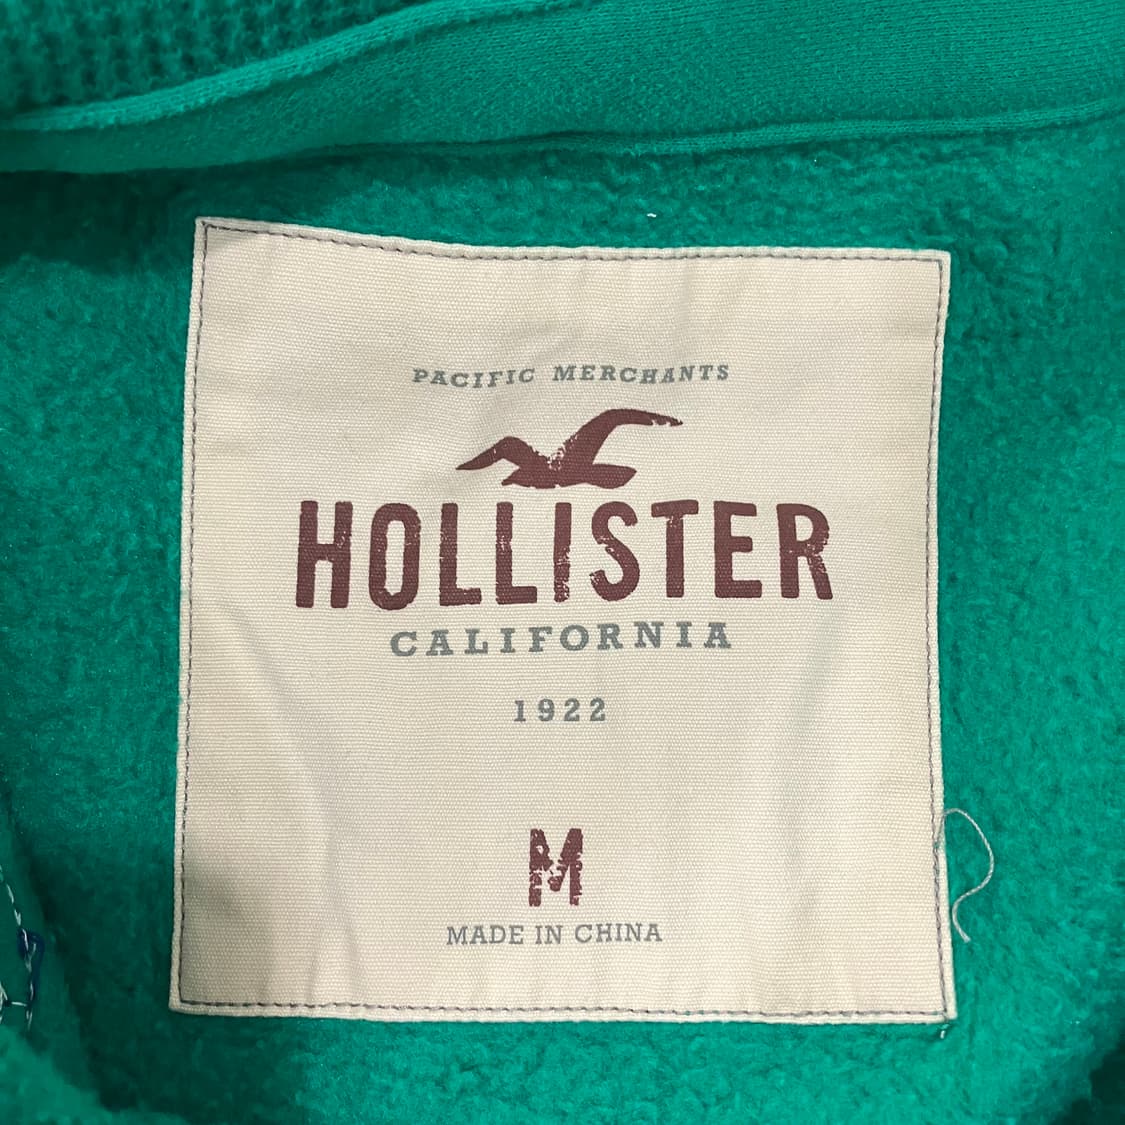 PACIFIC MERCHANTS
HOLLISTER
CALIFORNIA
1922
M
MADE IN CHINA